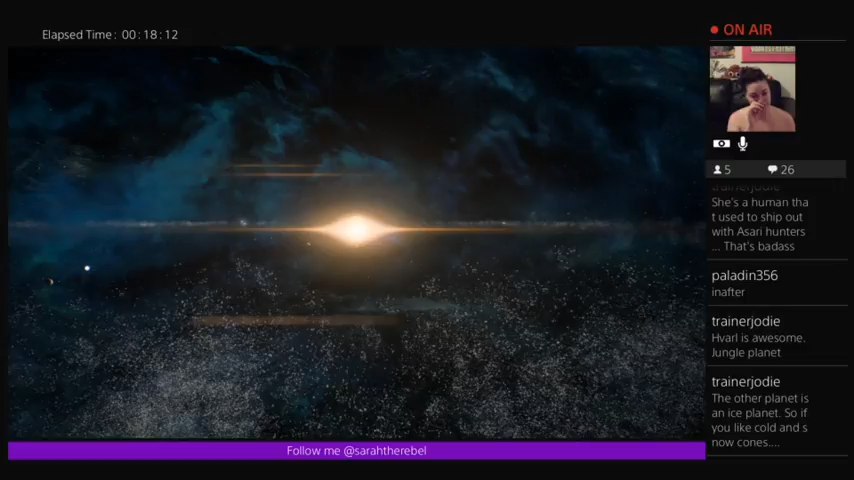 Elapsed Time: 00:18:12
ON AIR
5
26
trainerjodie
She's a human tha
t used to ship out
with Asari hunters
... That's badass
paladin356
inafter
trainerjodie
Hvarl is awesome.
Jungle planet
trainerjodie
The other planet is
an ice planet. So if
you like cold and s
now cones....
Follow me @sarahtherebel